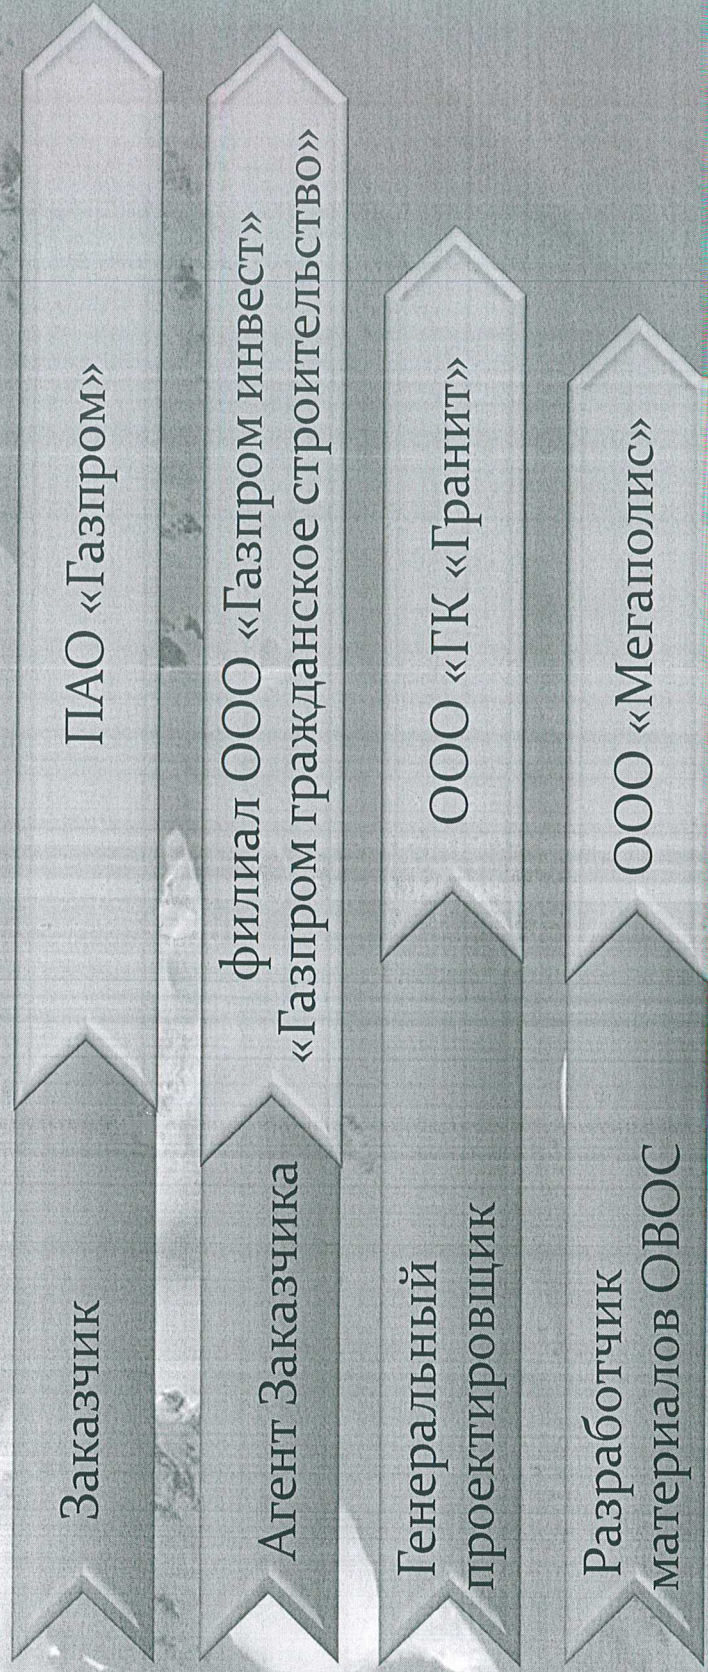 Заказчик
ПАО «Газпром»
Агент Заказчика
филиал ООО «Газпром инвест»
«Газпром гражданское строительство»
Генеральный
проектировщик
ООО «ГК «Гранит»
Разработчик
материалов ОВОС
ООО «Мегаполис»